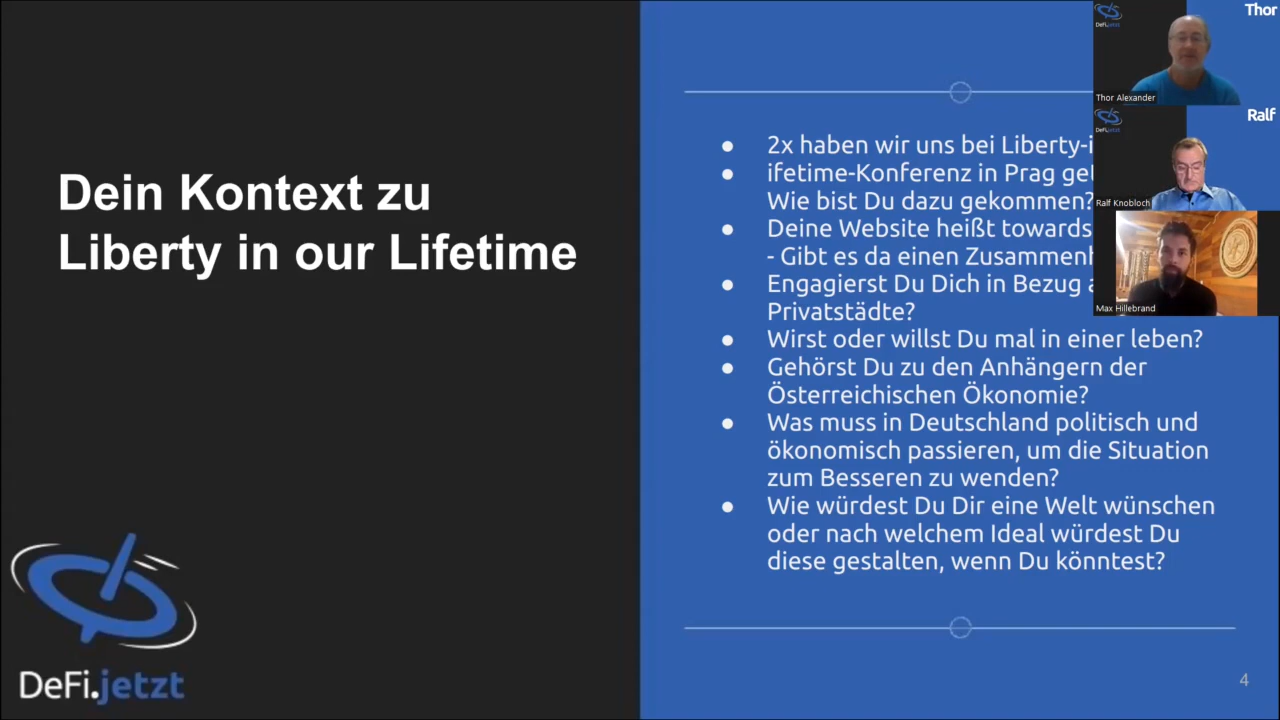 Dein Kontext zu
Liberty in our Lifetime
DeFi.jetzt
2x haben wir uns bei Liberty-i
ifetime-Konferenz in Prag get
Wie bist Du dazu gekommen?
Deine Website heißt towards
- Gibt es da einen Zusammenh
Engagierst Du Dich in Bezug a
Privatstädte?
Wirst oder willst Du mal in einer leben?
Gehörst Du zu den Anhängern der
Österreichischen Ökonomie?
Was muss in Deutschland politisch und
ökonomisch passieren, um die Situation
zum Besseren zu wenden?
Wie würdest Du Dir eine Welt wünschen
oder nach welchem Ideal würdest Du
diese gestalten, wenn Du könntest?
4
Thor
DeFi.jetzt
Thor Alexander
Ralf
DeFi.jetzt
Ralf Knobloch
Max Hillebrand